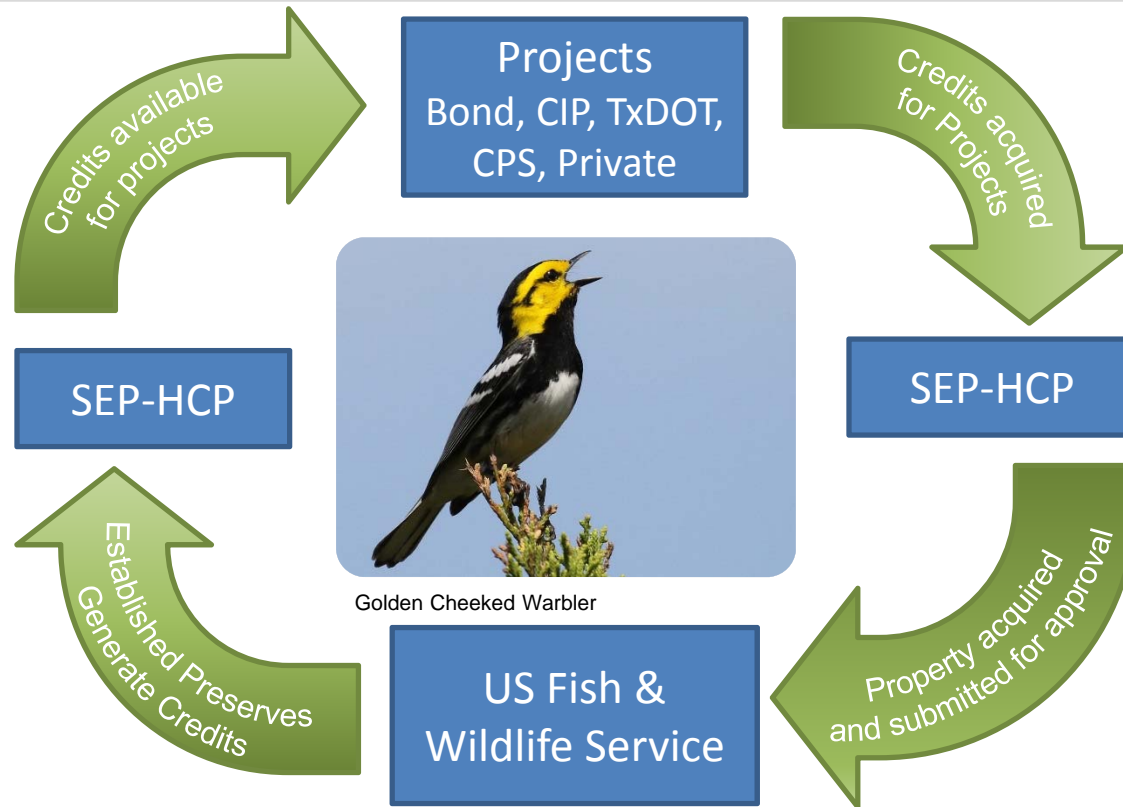 Projects
Bond, CIP, TxDOT,
CPS, Private
Credits acquired
for Projects
SEP-HCP
Property acquired
and submitted for approval
US Fish &
Wildlife Service
Established Preserves
Generate Credits
SEP-HCP
Credits available
for projects
Golden Cheeked Warbler